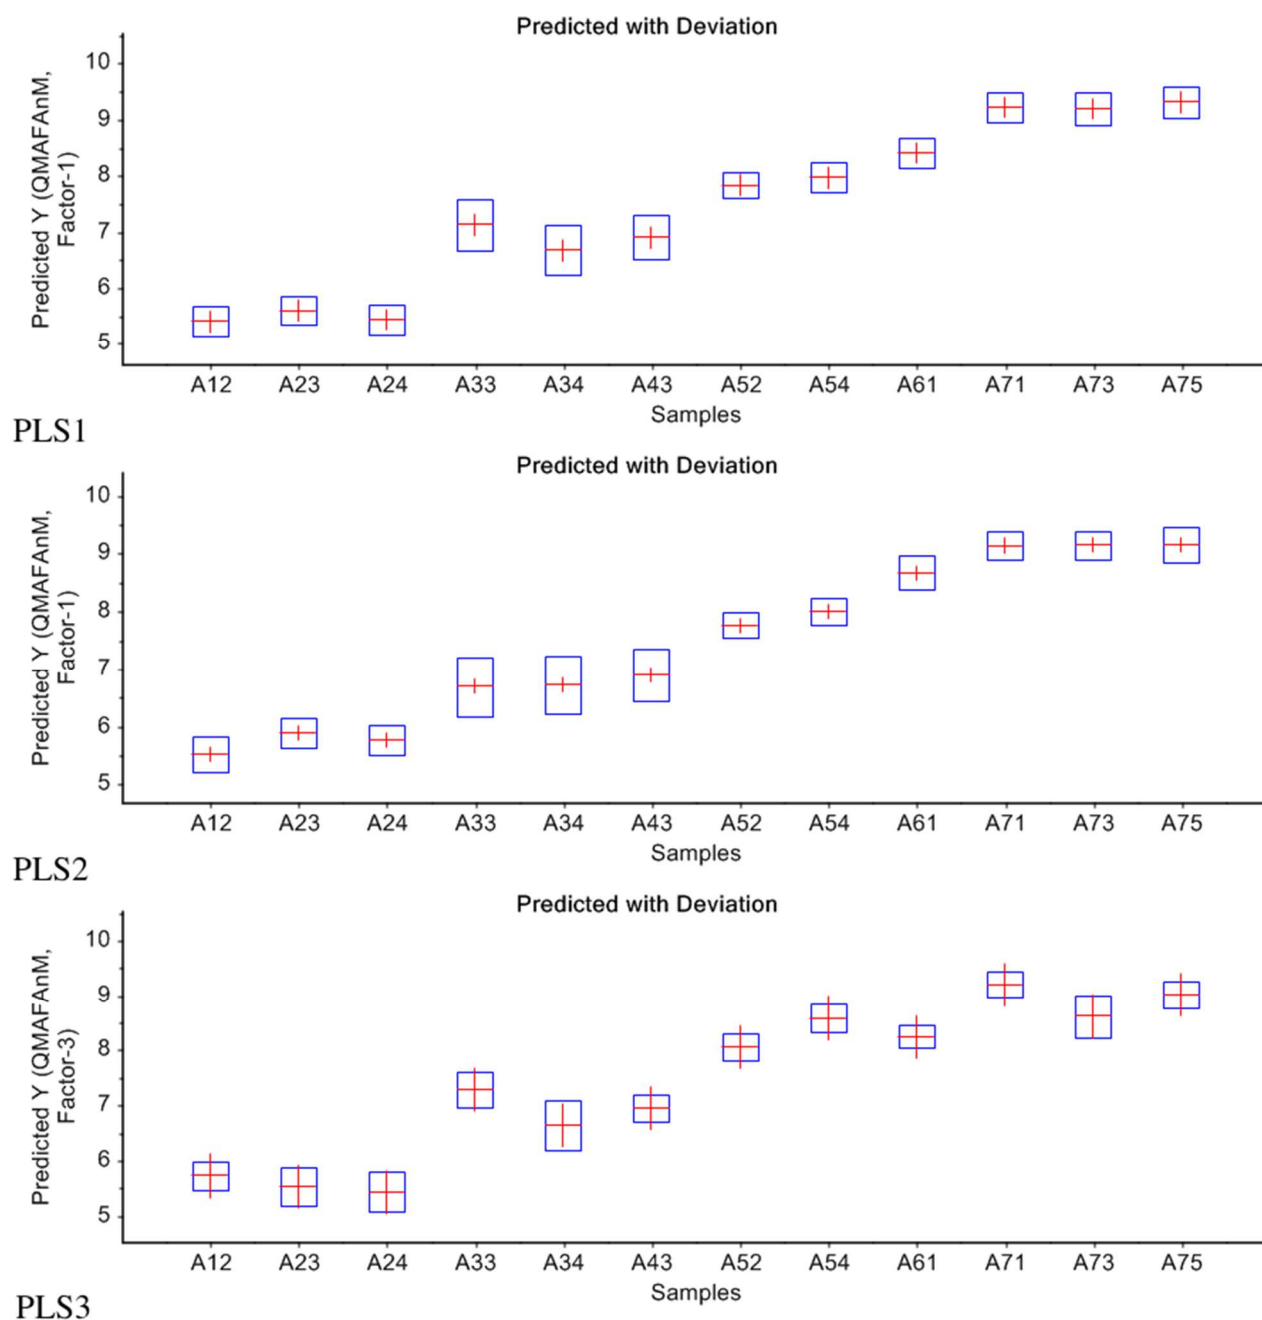 Predicted with Deviation
Predicted Y (QMAFAnM,
Factor-1)
10
9
8
7
6
5
A12 A23 A24 A33 A34 A43 A52 A54 A61 A71 A73 A75
Samples
PLS1
Predicted with Deviation
Predicted Y (QMAFAnM,
Factor-1)
10
9
8
7
6
5
A12 A23 A24 A33 A34 A43 A52 A54 A61 A71 A73 A75
Samples
PLS2
Predicted with Deviation
Predicted Y (QMAFAnM,
Factor-3)
10
9
8
7
6
5
A12 A23 A24 A33 A34 A43 A52 A54 A61 A71 A73 A75
Samples
PLS3